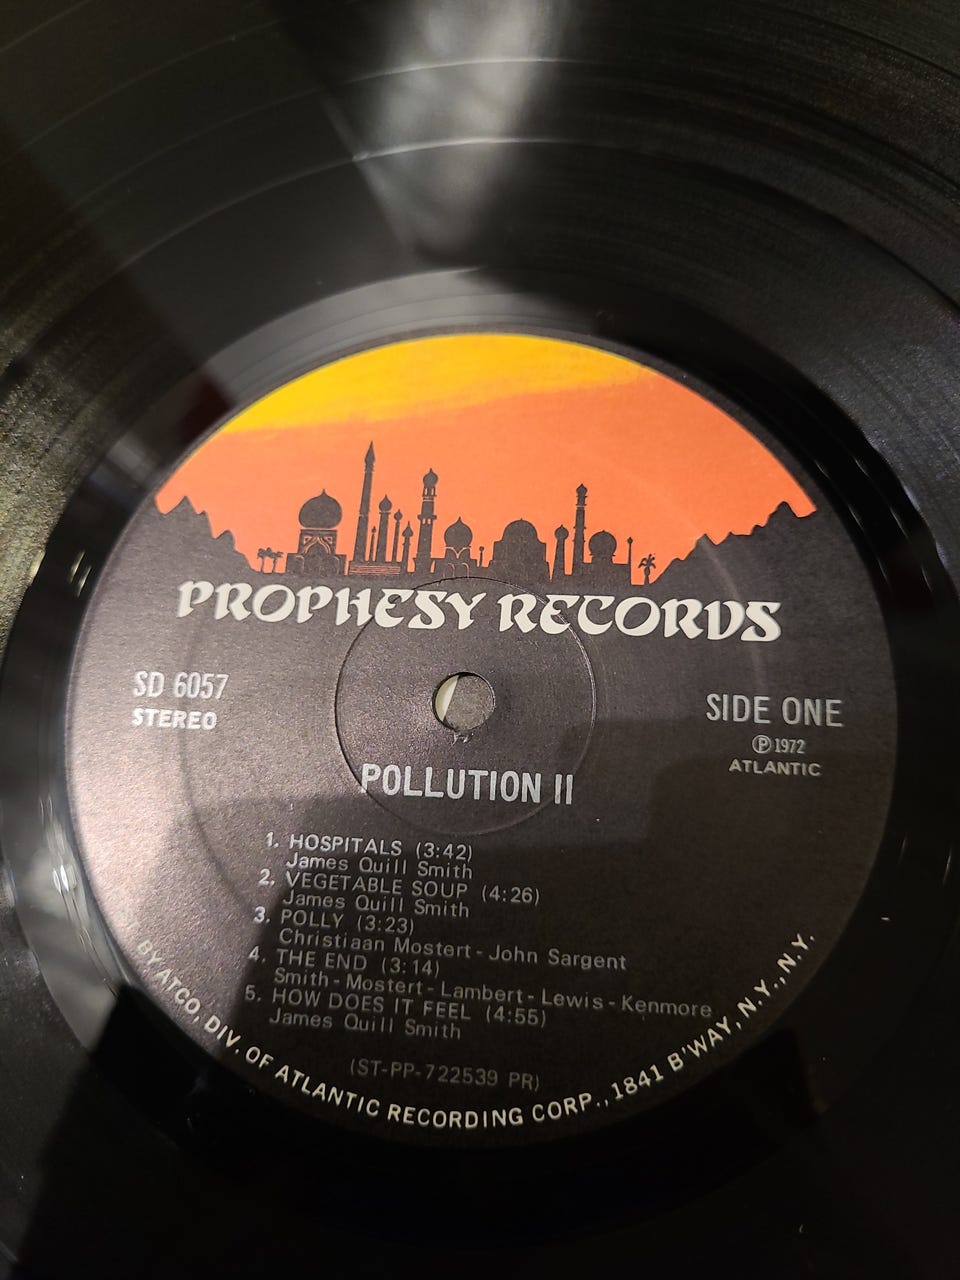 PROPHESY RECORDS
SD 6057
STEREO
SIDE ONE
Ⓟ1972
ATLANTIC
POLLUTION II
1. HOSPITALS (3:42)
James Quill Smith
2. VEGETABLE SOUP (4:26)
James Quill Smith
3. POLLY (3:23)
Christiaan Mostert - John Sargent
4. THE END (3:14)
Smith - Mostert - Lambert - Lewis - Kenmore
5. HOW DOES IT FEEL (4:55)
James Quill Smith
(ST-PP-722539 PR)
BY ATCO, DIV. OF ATLANTIC RECORDING CORP., 1841 B'WAY, N.Y., N.Y.